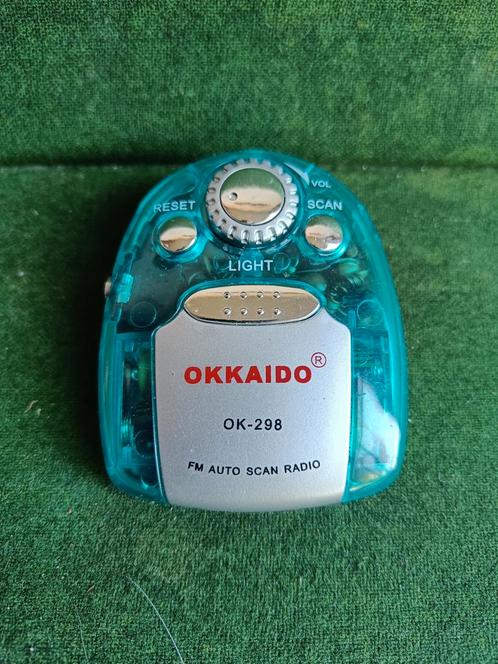 VOL
RESET
SCAN
LIGHT
OKKAIDO®
OK-298
FM AUTO SCAN RADIO